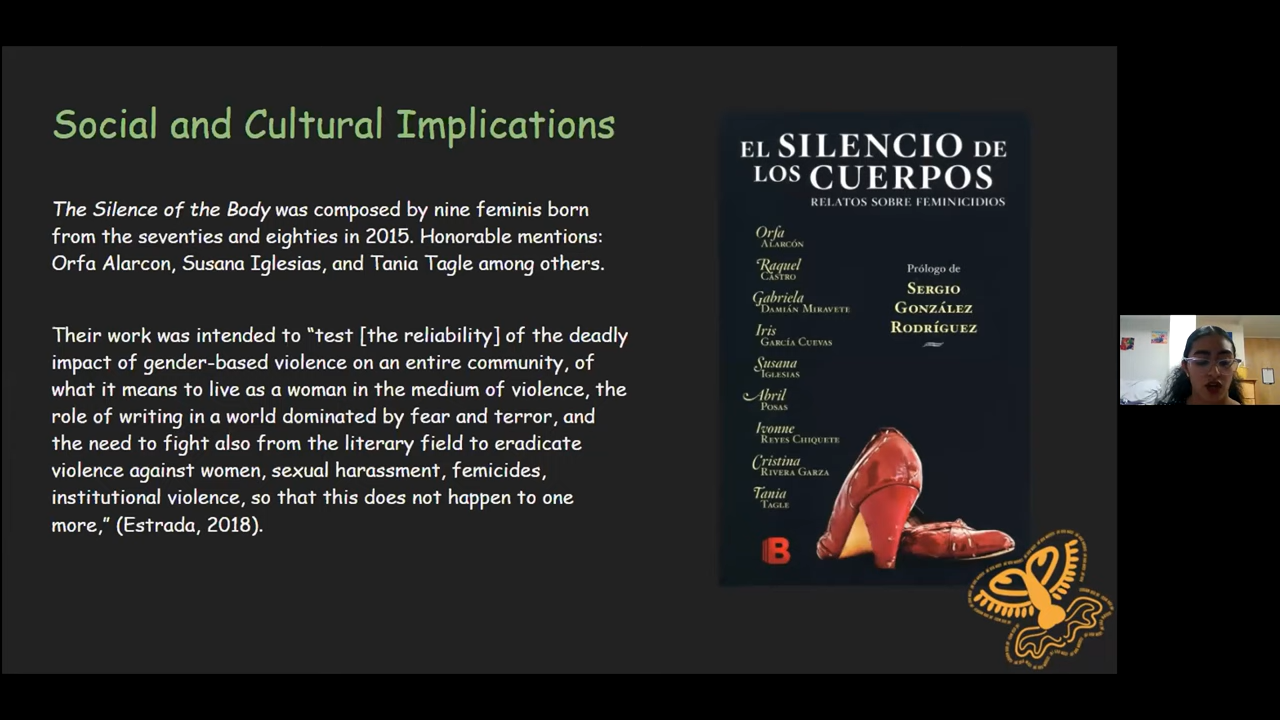 Social and Cultural Implications
The Silence of the Body was composed by nine feminis born
from the seventies and eighties in 2015. Honorable mentions:
Orfa Alarcon, Susana Iglesias, and Tania Tagle among others.
Their work was intended to “test [the reliability] of the deadly
impact of gender-based violence on an entire community, of
what it means to live as a woman in the medium of violence, the
role of writing in a world dominated by fear and terror, and
the need to fight also from the literary field to eradicate
violence against women, sexual harassment, femicides,
institutional violence, so that this does not happen to one
more,” (Estrada, 2018).
EL SILENCIO DE
LOS CUERPOS
RELATOS SOBRE FEMINICIDIOS
Orfa
ALARCÓN
Raquel
CASTRO
Gabriela
DAMIÁN MIRAVETE
Iris
GARCÍA CUEVAS
Susana
IGLESIAS
Abril
POSAS
Ivonne
REYES CHIQUETE
Cristina
RIVERA GARZA
Tania
TAGLE
Prólogo de
SERGIO
GONZÁLEZ
RODRÍGUEZ
B